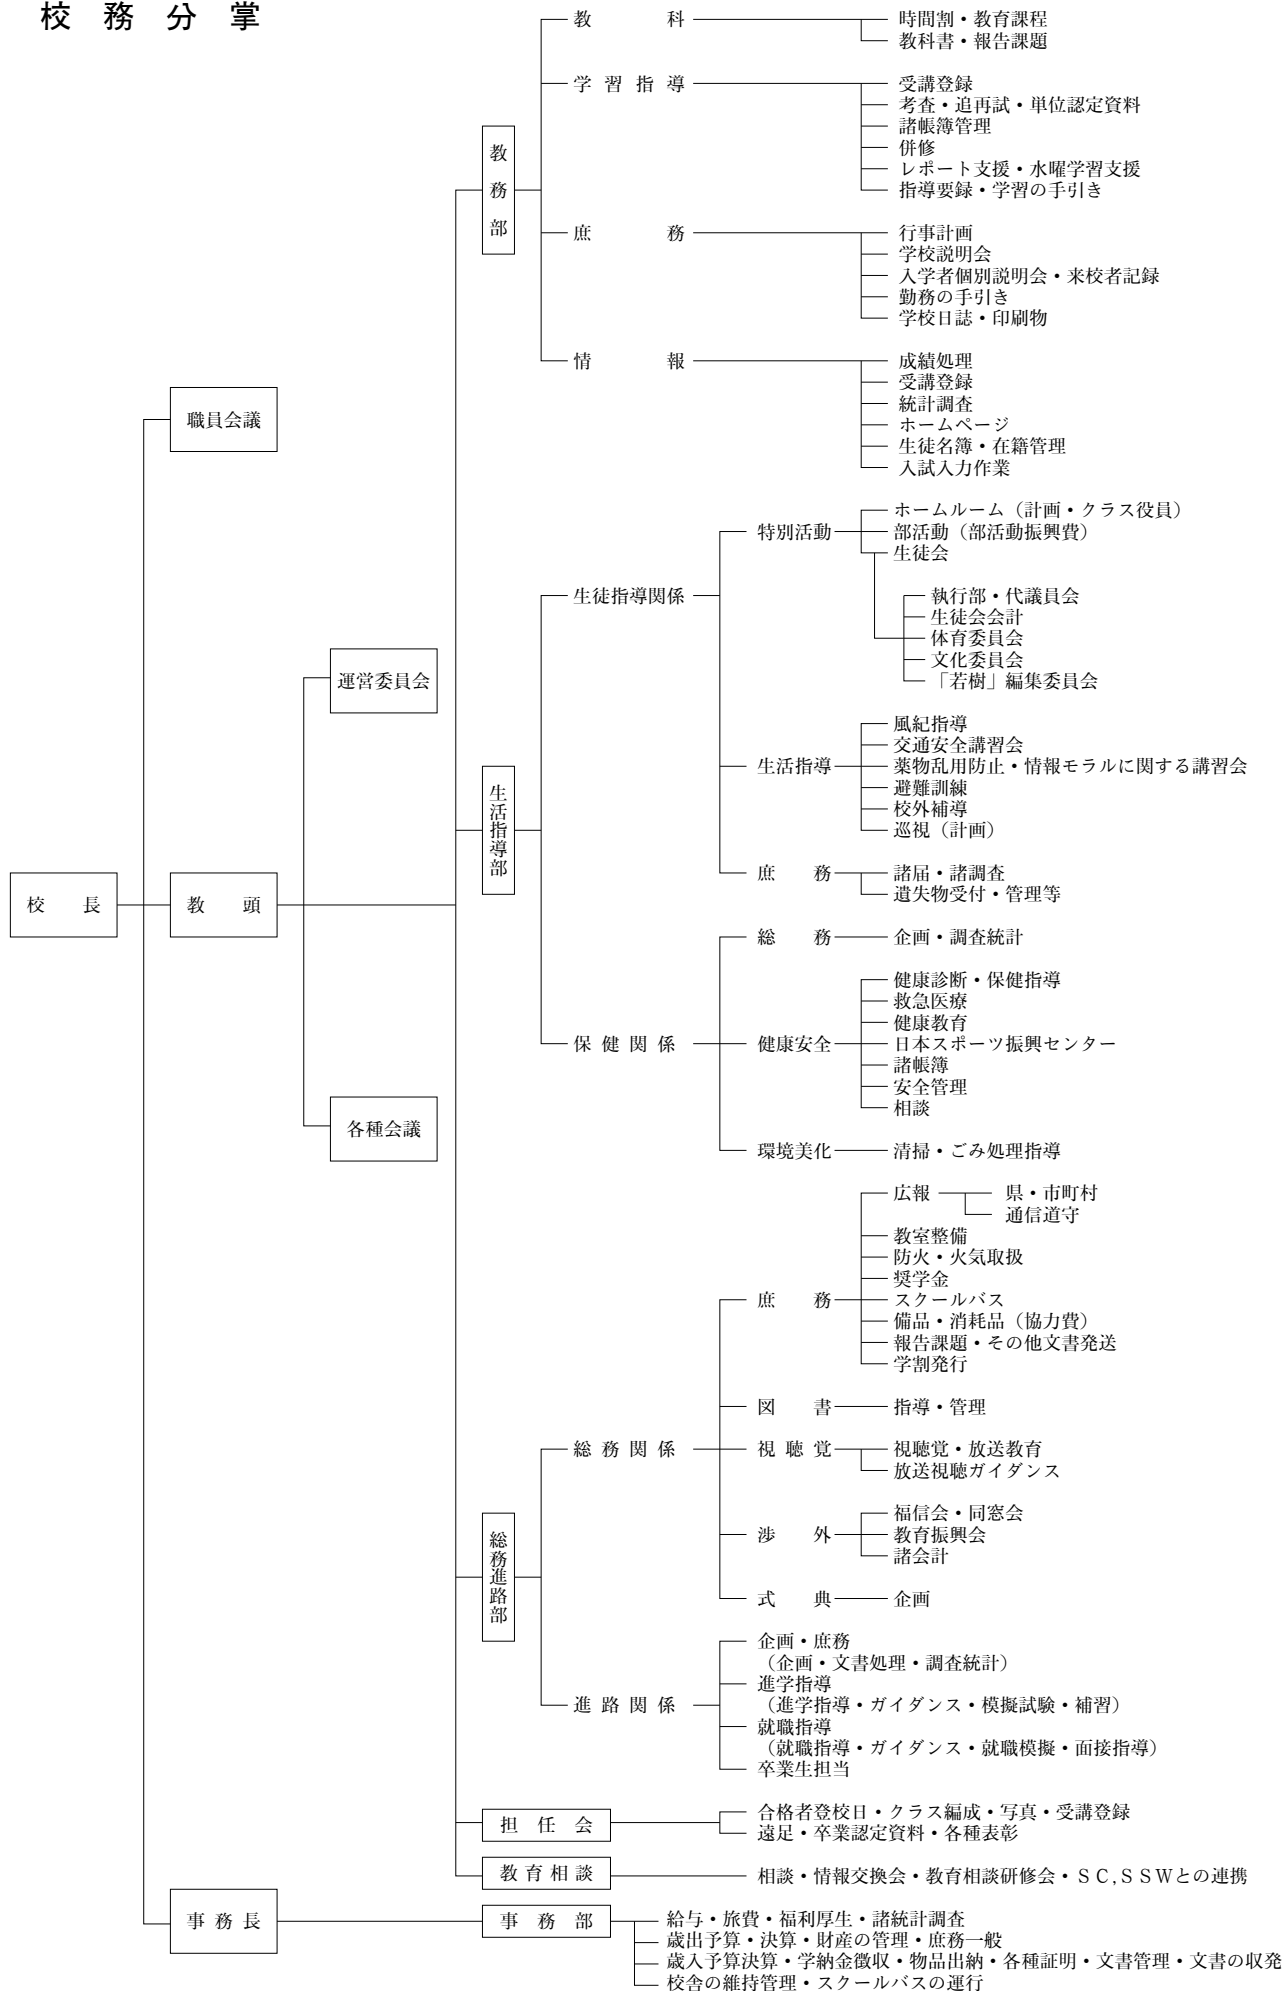 校務分掌
教科
時間割・教育課程
教科書・報告課題
学習指導
受講登録
考査・追再試・単位認定資料
諸帳簿管理
併修
レポート支援・水曜学習支援
指導要録・学習の手引き
教務部
庶務
行事計画
学校説明会
入学者個別説明会・来校者記録
勤務の手引き
学校日誌・印刷物
情報
成績処理
受講登録
統計調査
ホームページ
生徒名簿・在籍管理
入試入力作業
職員会議
特別活動
ホームルーム（計画・クラス役員）
部活動（部活動振興費）
生徒会
生徒指導関係
執行部・代議員会
生徒会会計
体育委員会
文化委員会
「若樹」編集委員会
運営委員会
生活指導
風紀指導
交通安全講習会
薬物乱用防止・情報モラルに関する講習会
避難訓練
校外補導
巡視（計画）
生活指導部
庶務
諸届・諸調査
遺失物受付・管理等
校長
教頭
総務
企画・調査統計
保健関係
健康安全
健康診断・保健指導
救急医療
健康教育
日本スポーツ振興センター
諸帳簿
安全管理
相談
各種会議
環境美化
清掃・ごみ処理指導
庶務
広報
県・市町村
通信道守
教室整備
防火・火気取扱
奨学金
スクールバス
備品・消耗品（協力費）
報告課題・その他文書発送
学割発行
図書
指導・管理
総務関係
視聴覚
視聴覚・放送教育
放送視聴ガイダンス
渉外
福信会・同窓会
教育振興会
諸会計
総務進路部
式典
企画
進路関係
企画・庶務
（企画・文書処理・調査統計）
進学指導
（進学指導・ガイダンス・模擬試験・補習）
就職指導
（就職指導・ガイダンス・就職模擬・面接指導）
卒業生担当
担任会
合格者登校日・クラス編成・写真・受講登録
遠足・卒業認定資料・各種表彰
教育相談
相談・情報交換会・教育相談研修会・ＳＣ,ＳＳＷとの連携
事務長
事務部
給与・旅費・福利厚生・諸統計調査
歳出予算・決算・財産の管理・庶務一般
歳入予算決算・学納金徴収・物品出納・各種証明・文書管理・文書の収発
校舎の維持管理・スクールバスの運行